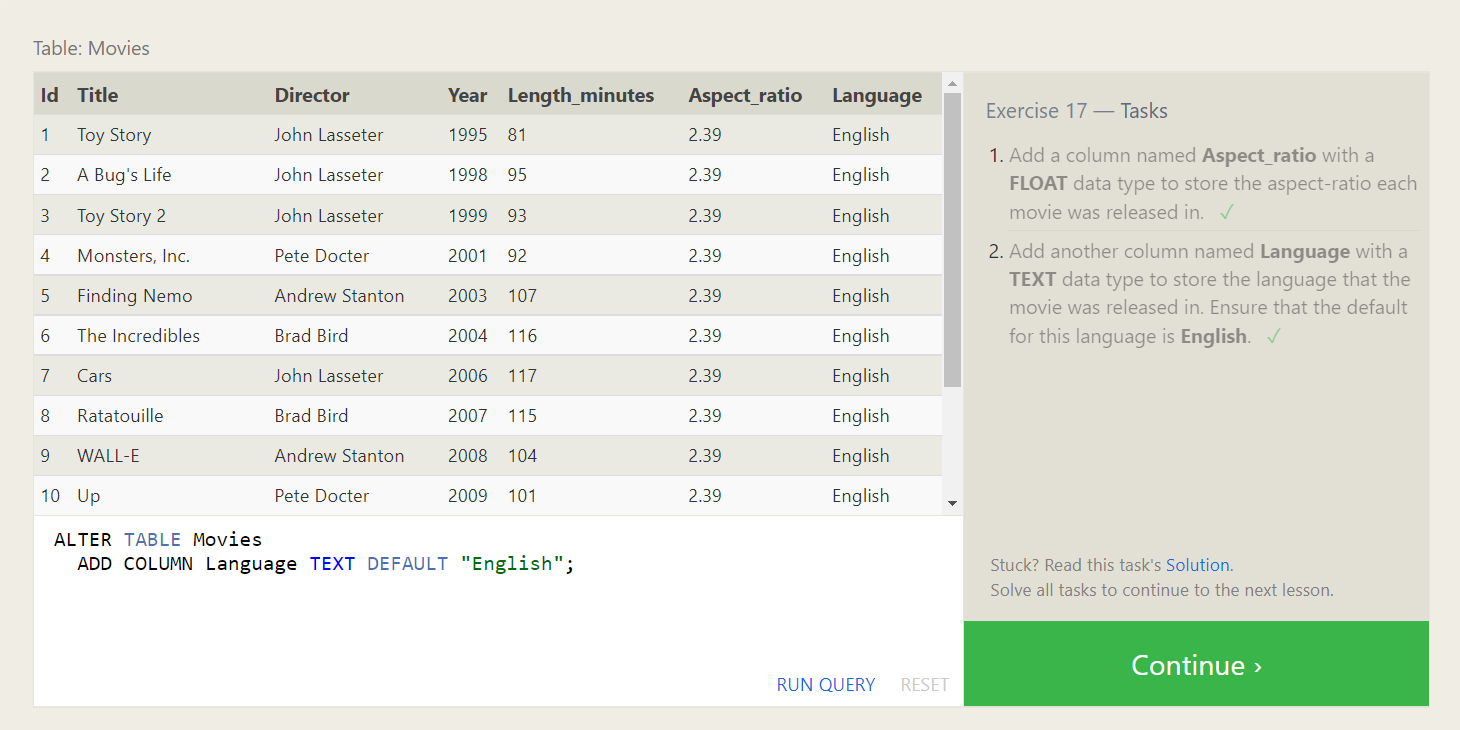 Table: Movies
Id Title Director Year Length_minutes Aspect_ratio Language
1 Toy Story John Lasseter 1995 81 2.39 English
2 A Bug's Life John Lasseter 1998 95 2.39 English
3 Toy Story 2 John Lasseter 1999 93 2.39 English
4 Monsters, Inc. Pete Docter 2001 92 2.39 English
5 Finding Nemo Andrew Stanton 2003 107 2.39 English
6 The Incredibles Brad Bird 2004 116 2.39 English
7 Cars John Lasseter 2006 117 2.39 English
8 Ratatouille Brad Bird 2007 115 2.39 English
9 WALL-E Andrew Stanton 2008 104 2.39 English
10 Up Pete Docter 2009 101 2.39 English
ALTER TABLE Movies
ADD COLUMN Language TEXT DEFAULT "English";
RUN QUERY RESET
Exercise 17 — Tasks
1. Add a column named Aspect_ratio with a
FLOAT data type to store the aspect-ratio each
movie was released in. ✓
2. Add another column named Language with a
TEXT data type to store the language that the
movie was released in. Ensure that the default
for this language is English. ✓
Stuck? Read this task's Solution.
Solve all tasks to continue to the next lesson.
Continue ›